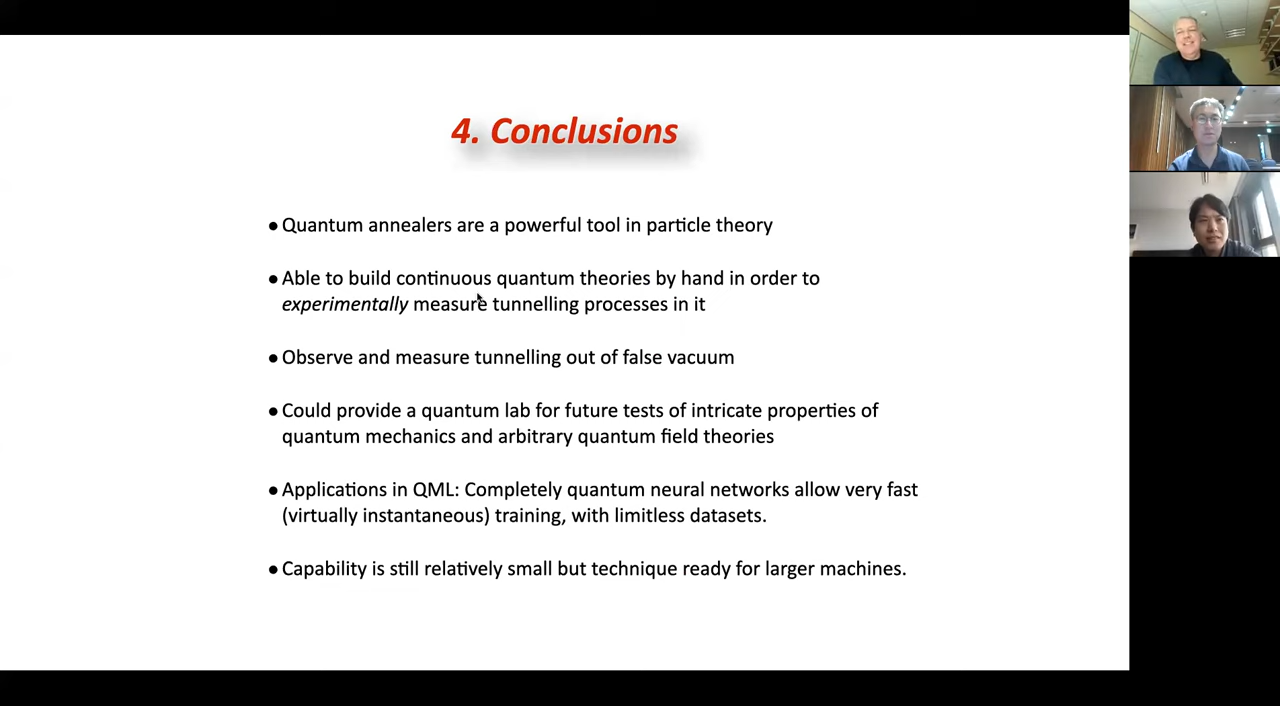 4. Conclusions
● Quantum annealers are a powerful tool in particle theory
● Able to build continuous quantum theories by hand in order to
experimentally measure tunnelling processes in it
● Observe and measure tunnelling out of false vacuum
● Could provide a quantum lab for future tests of intricate properties of
quantum mechanics and arbitrary quantum field theories
● Applications in QML: Completely quantum neural networks allow very fast
(virtually instantaneous) training, with limitless datasets.
● Capability is still relatively small but technique ready for larger machines.